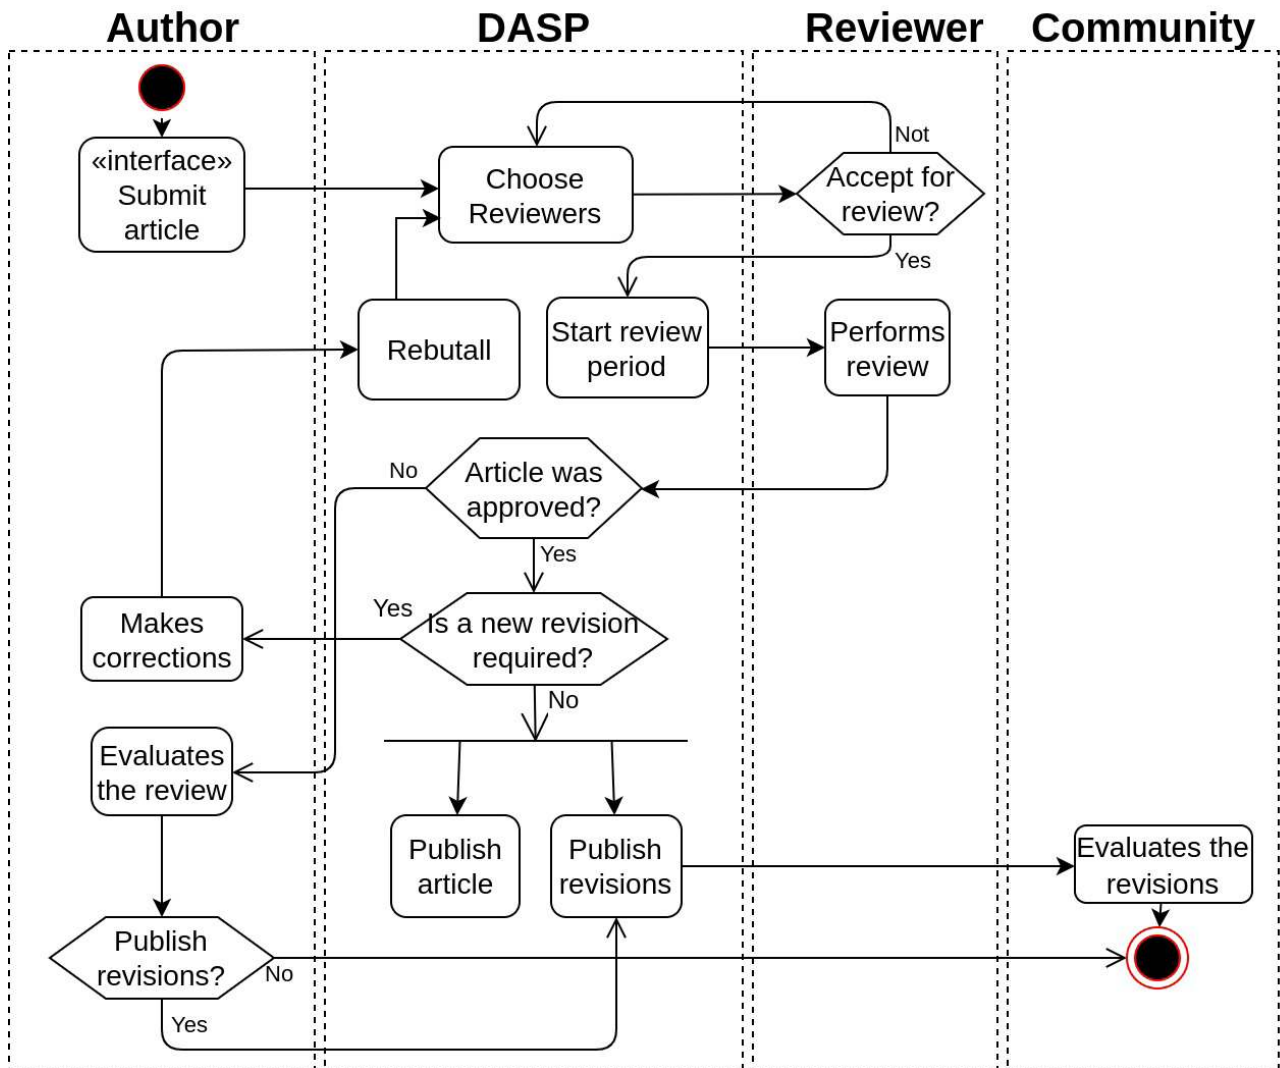 Author
DASP
Reviewer
Community
«interface»
Submit
article
Choose
Reviewers
Not
Accept for
review?
Yes
Rebutall
Start review
period
Performs
review
No
Article was
approved?
Yes
Yes
Is a new revision
required?
Makes
corrections
No
Evaluates
the review
Publish
article
Publish
revisions
Evaluates the
revisions
Publish
revisions?
No
Yes